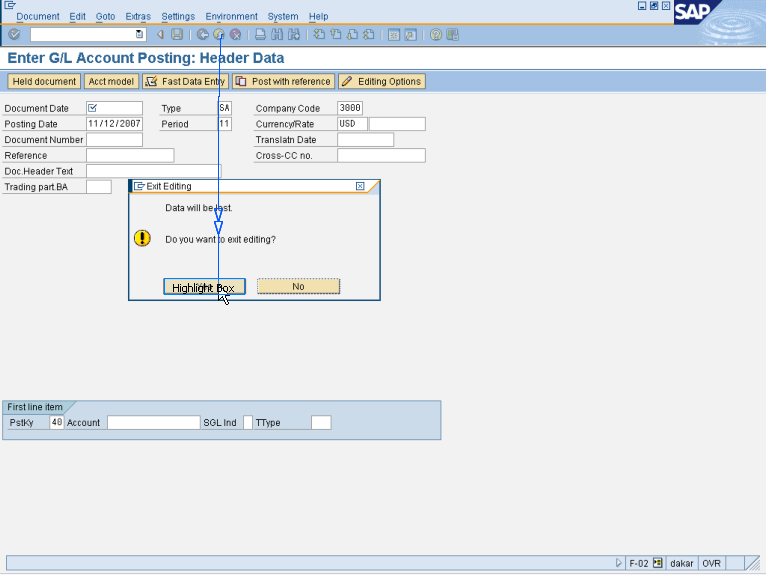 Document Edit Goto Extras Settings Environment System Help
SAP
Enter G/L Account Posting: Header Data
Held document Acct model Fast Data Entry Post with reference Editing Options
Document Date Type SA Company Code 3000
Posting Date 11/12/2007 Period 11 Currency/Rate USD
Document Number Translatn Date
Reference Cross-CC no.
Doc.Header Text
Trading part.BA
Exit Editing
Data will be lost.
Do you want to exit editing?
Highlight Box No
First line item
PstKy 40 Account SGL Ind TType
F-02 dakar OVR